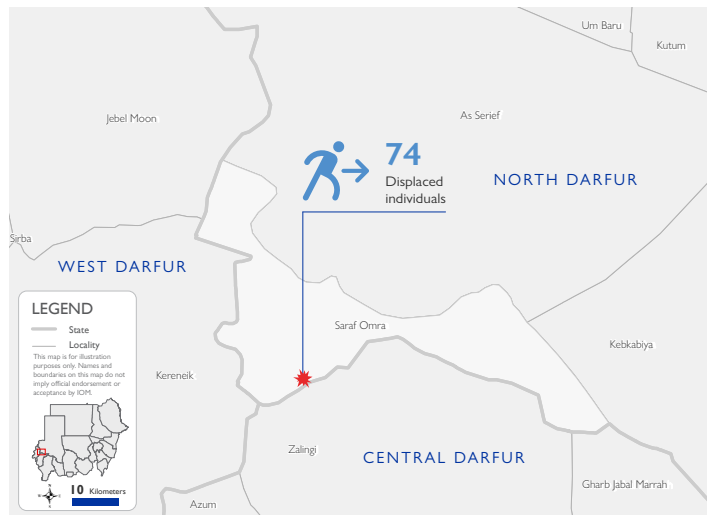 Um Baru
Kutum
Jebel Moon
As Serief
74
Displaced
individuals
NORTH DARFUR
Sirba
WEST DARFUR
LEGEND
State
Locality
This map is for illustration
purposes only. Names and
boundaries on this map do not
imply official endorsement or
acceptance by IOM.
10 Kilometers
Saraf Omra
Kebkabiya
Kereneik
Zalingi
CENTRAL DARFUR
Gharb Jabal Marrah
Azum